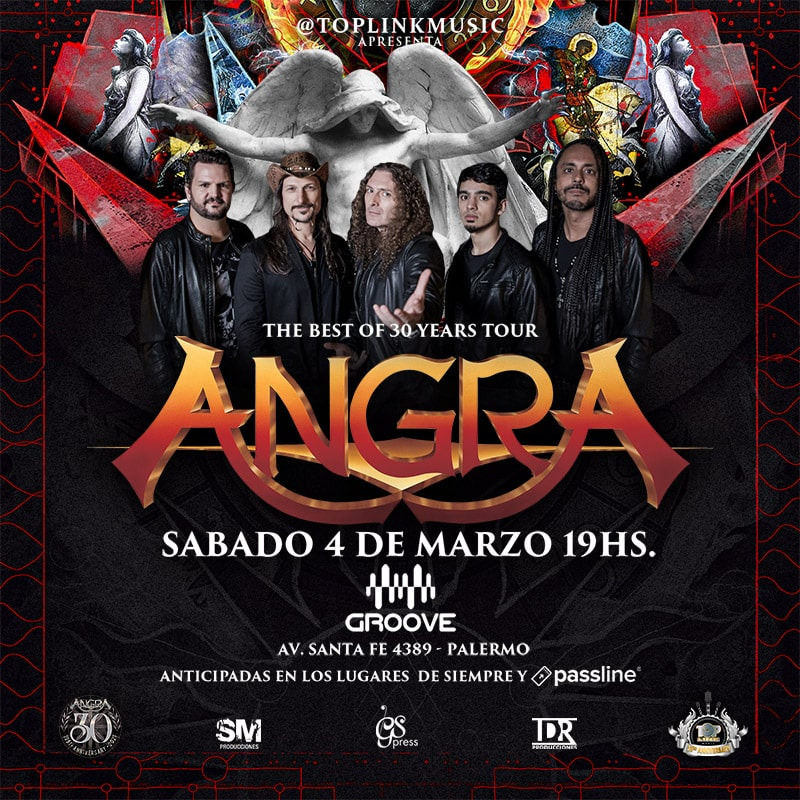 @TOPLINKMUSIC
APRESENTA
THE BEST OF 30 YEARS TOUR
ANGRA
SABADO 4 DE MARZO 19HS.
GROOVE
AV. SANTA FE 4389 - PALERMO
ANTICIPADAS EN LOS LUGARES DE SIEMPRE Y passline
ANGRA
30
SM
PRODUCCIONES
GS
press
TDR
PRODUCCIONES